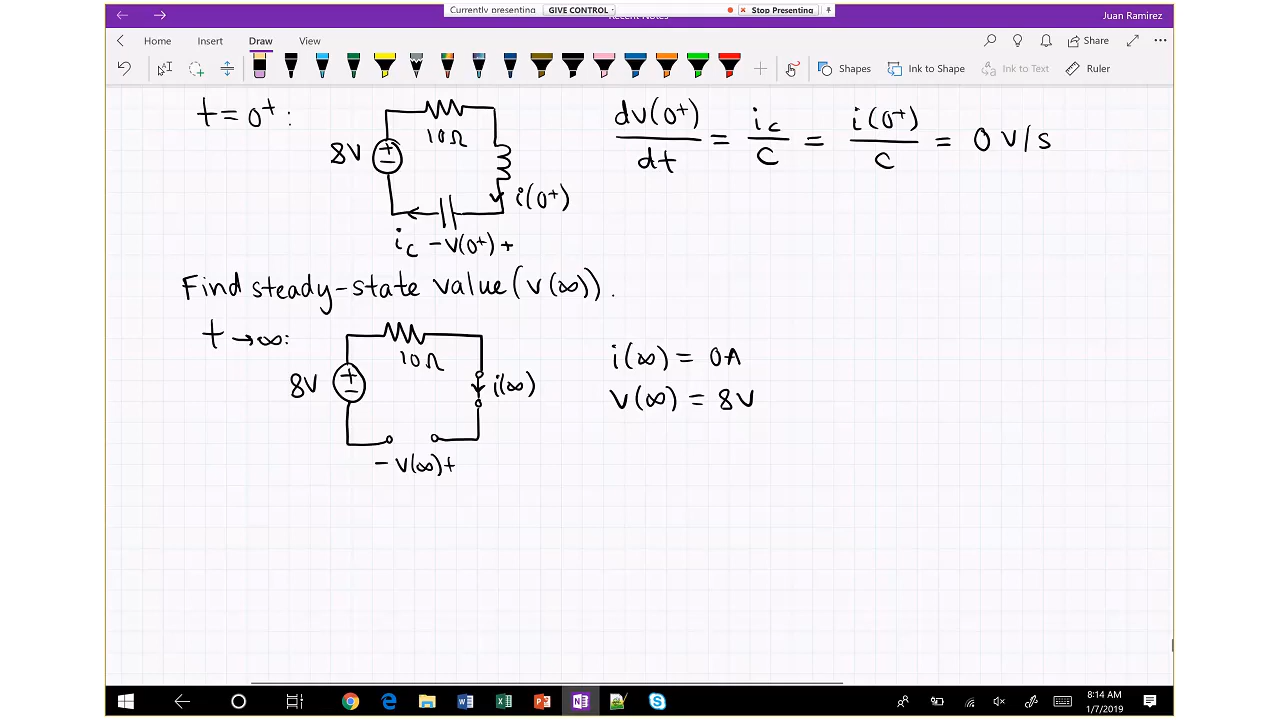 Currently presenting GIVE CONTROL Stop Presenting
Recent Notes
Juan Ramirez
Home Insert Draw View
Share
Shapes Ink to Shape Ink to Text Ruler
t = 0⁺ :
10Ω
8V
i(0⁺)
i_c − v(0⁺) +
dv(0⁺)/dt = i_c/C = i(0⁺)/C = 0 V/s
Find steady-state value (v(∞)).
t → ∞:
10Ω
8V
i(∞)
− v(∞) +
i(∞) = 0A
v(∞) = 8V
8:14 AM
1/7/2019